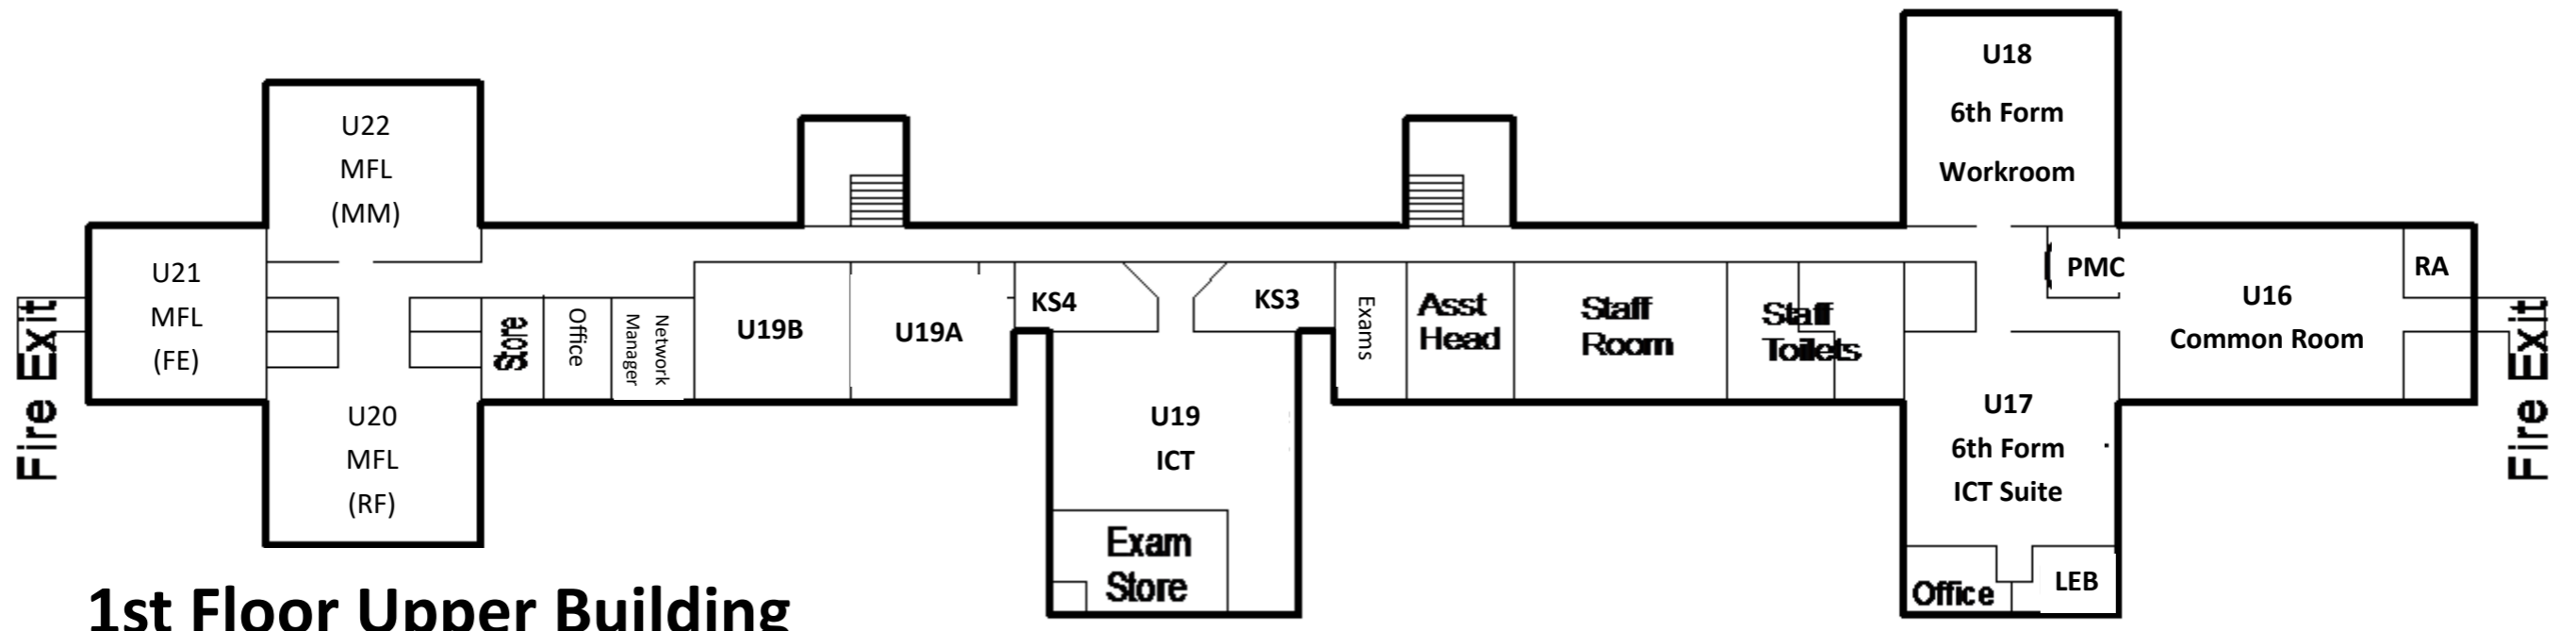 U18
6th Form
Workroom
U22
MFL
(MM)
U21
MFL
(FE)
Fire Exit
U20
MFL
(RF)
Store
Office
Network
Manager
U19B
U19A
KS4
KS3
U19
ICT
Exam
Store
Exams
Asst
Head
Staff
Room
Staff
Toilets
PMC
U16
Common Room
RA
Fire Exit
U17
6th Form
ICT Suite
Office
LEB
1st Floor Upper Building